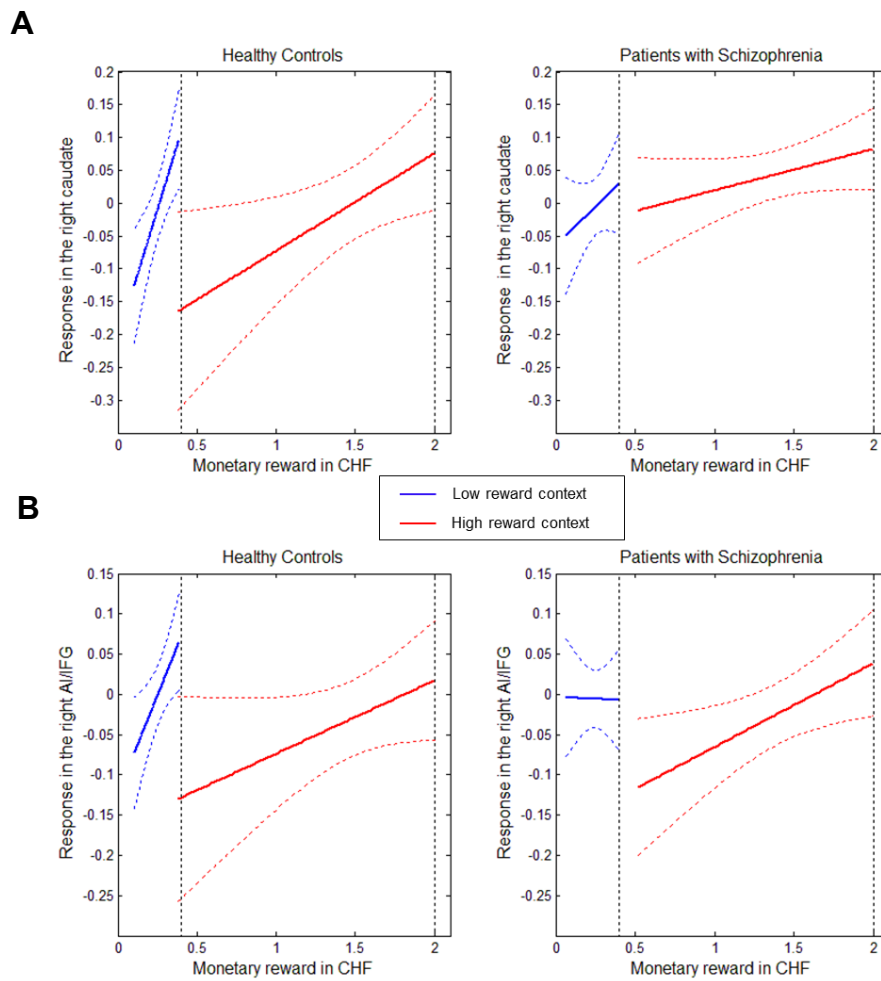 A
Healthy Controls
Patients with Schizophrenia
Response in the right caudate
0.2
0.15
0.1
0.05
0
-0.05
-0.1
-0.15
-0.2
-0.25
-0.3
0 0.5 1 1.5 2
Monetary reward in CHF
Response in the right caudate
0.2
0.15
0.1
0.05
0
-0.05
-0.1
-0.15
-0.2
-0.25
-0.3
0 0.5 1 1.5 2
Monetary reward in CHF
Low reward context
High reward context
B
Healthy Controls
Patients with Schizophrenia
Response in the right AI/IFG
0.15
0.1
0.05
0
-0.05
-0.1
-0.15
-0.2
-0.25
0 0.5 1 1.5 2
Monetary reward in CHF
Response in the right AI/IFG
0.15
0.1
0.05
0
-0.05
-0.1
-0.15
-0.2
-0.25
0 0.5 1 1.5 2
Monetary reward in CHF